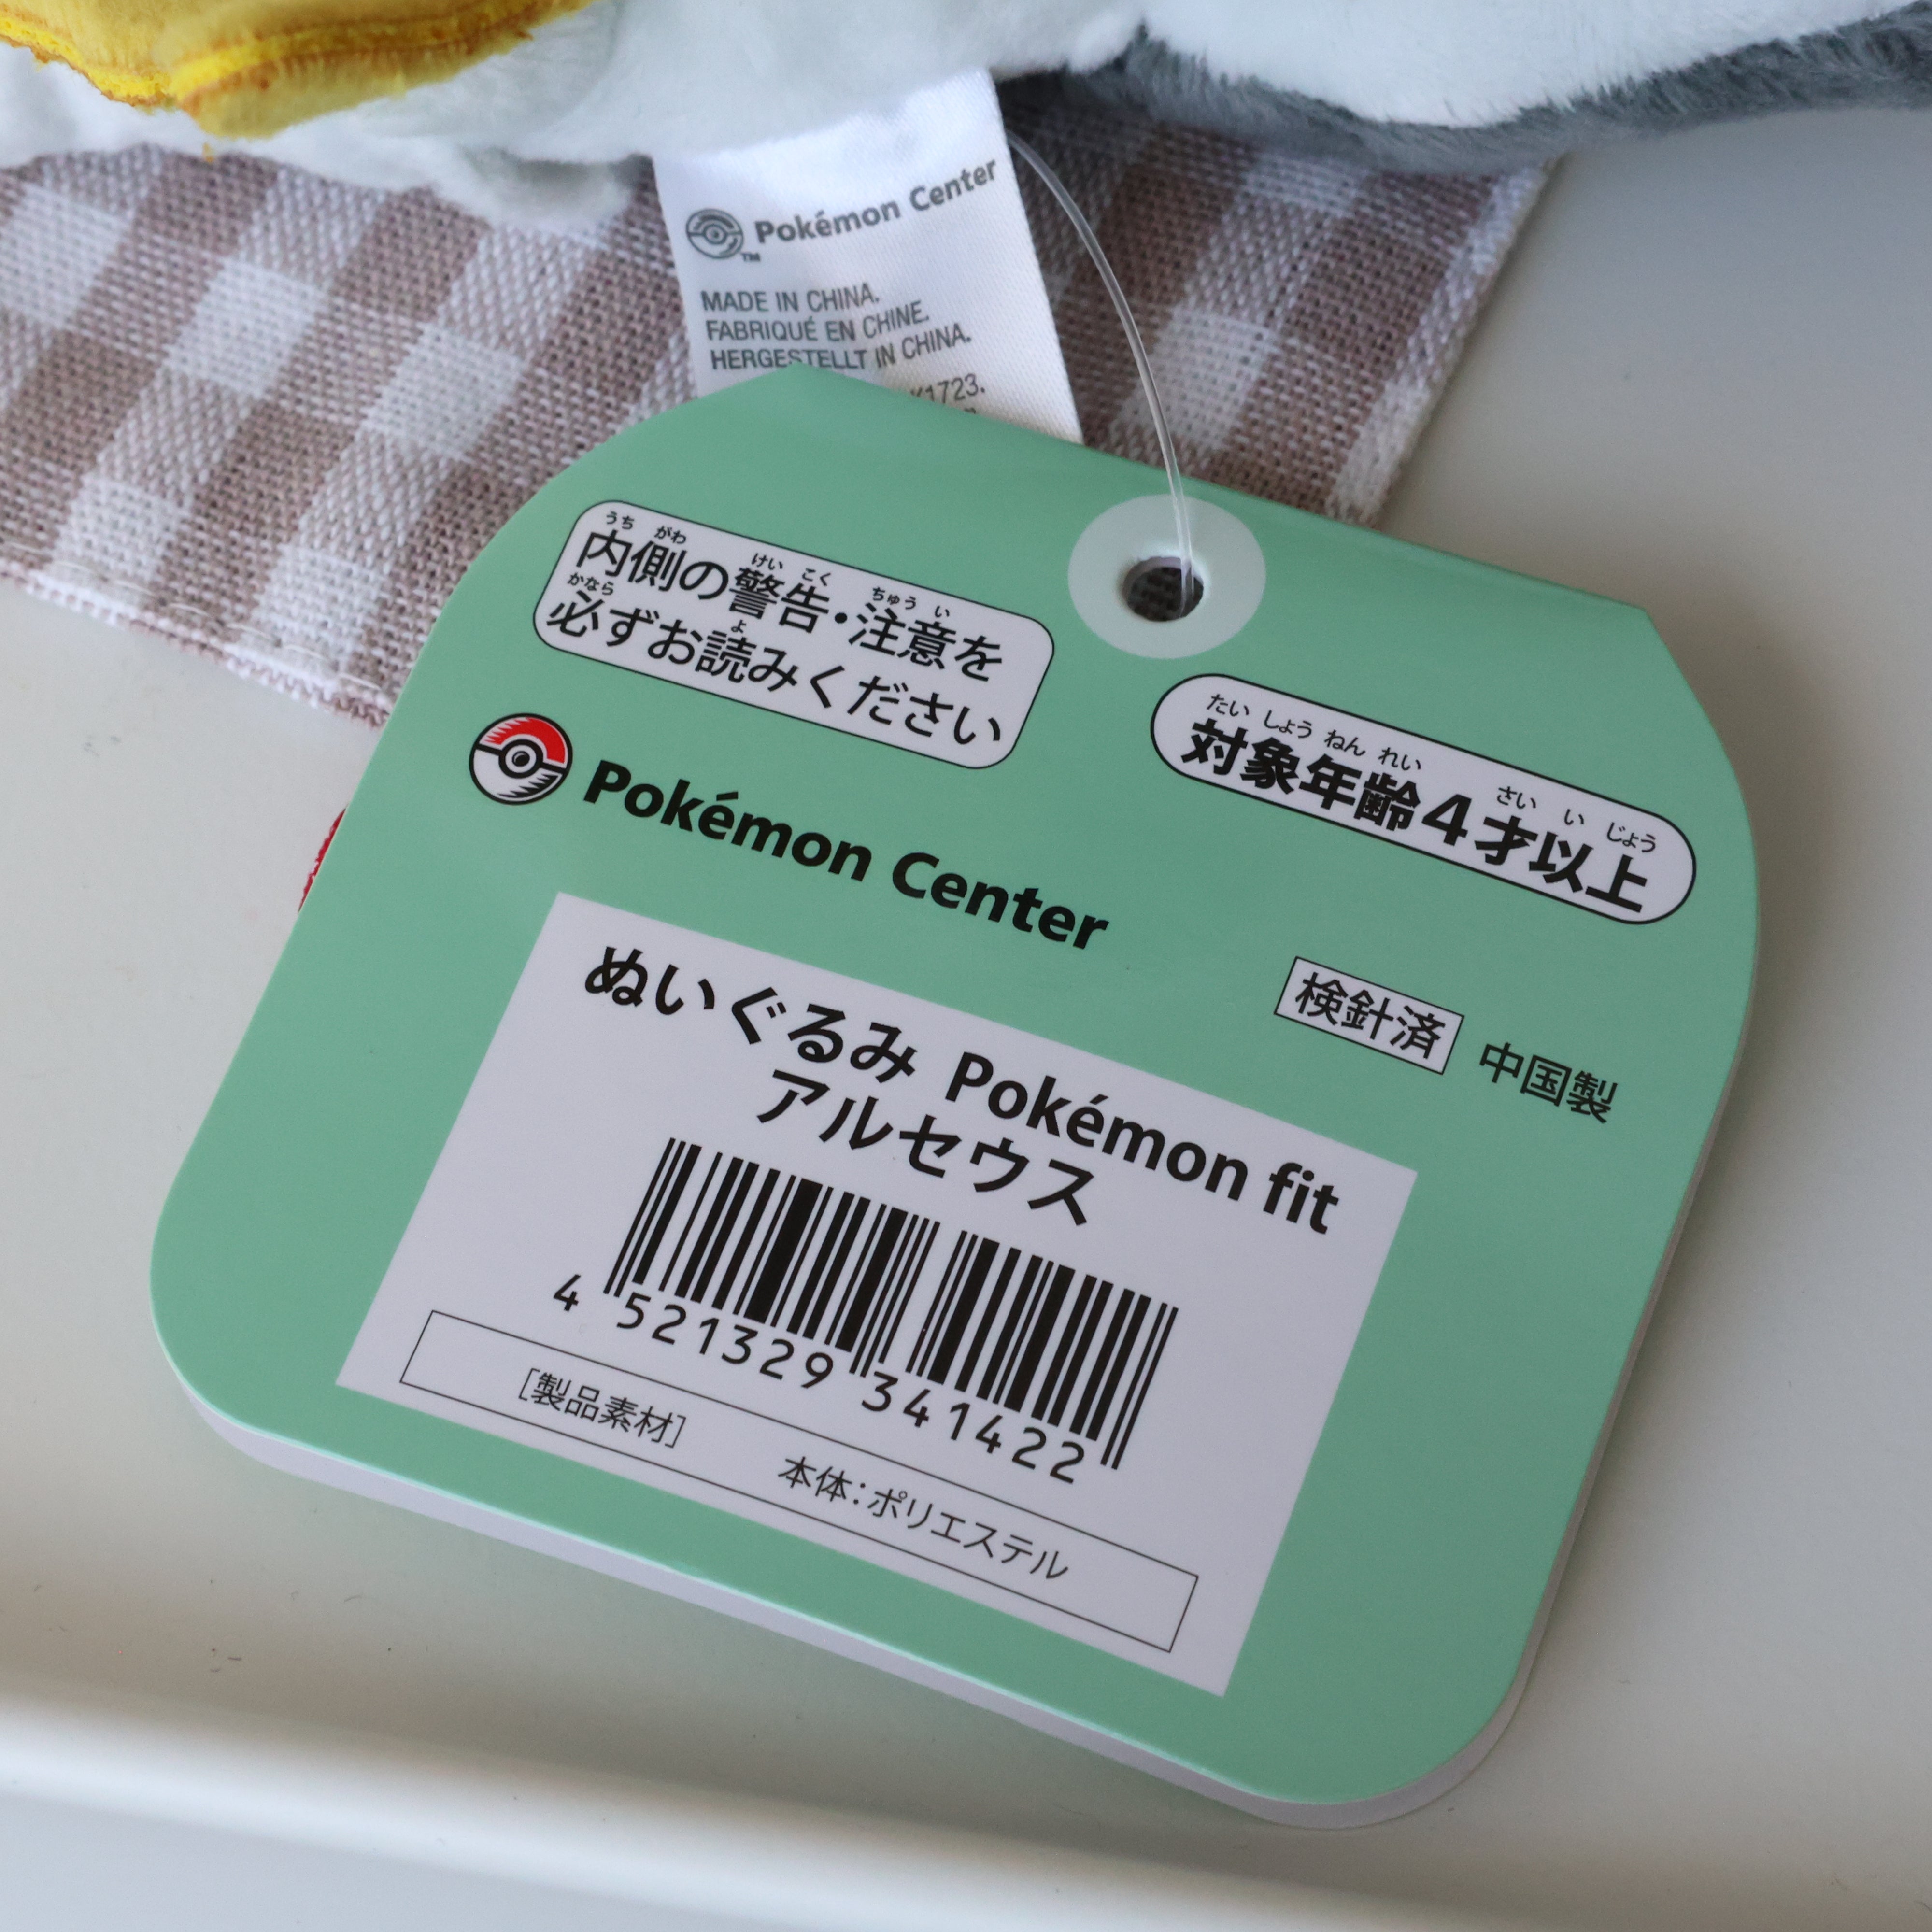 Pokémon Center
TM
MADE IN CHINA.
FABRIQUÉ EN CHINE.
HERGESTELLT IN CHINA.
K1723.
うち がわ けい こく ちゅう い
内側の警告・注意を
かなら よ
必ずお読みください
たい しょう ねん れい さい い じょう
対象年齢4才以上
Pokémon Center
検針済
中国製
ぬいぐるみ Pokémon fit
アルセウス
4 521329 341422
[製品素材]
本体：ポリエステル